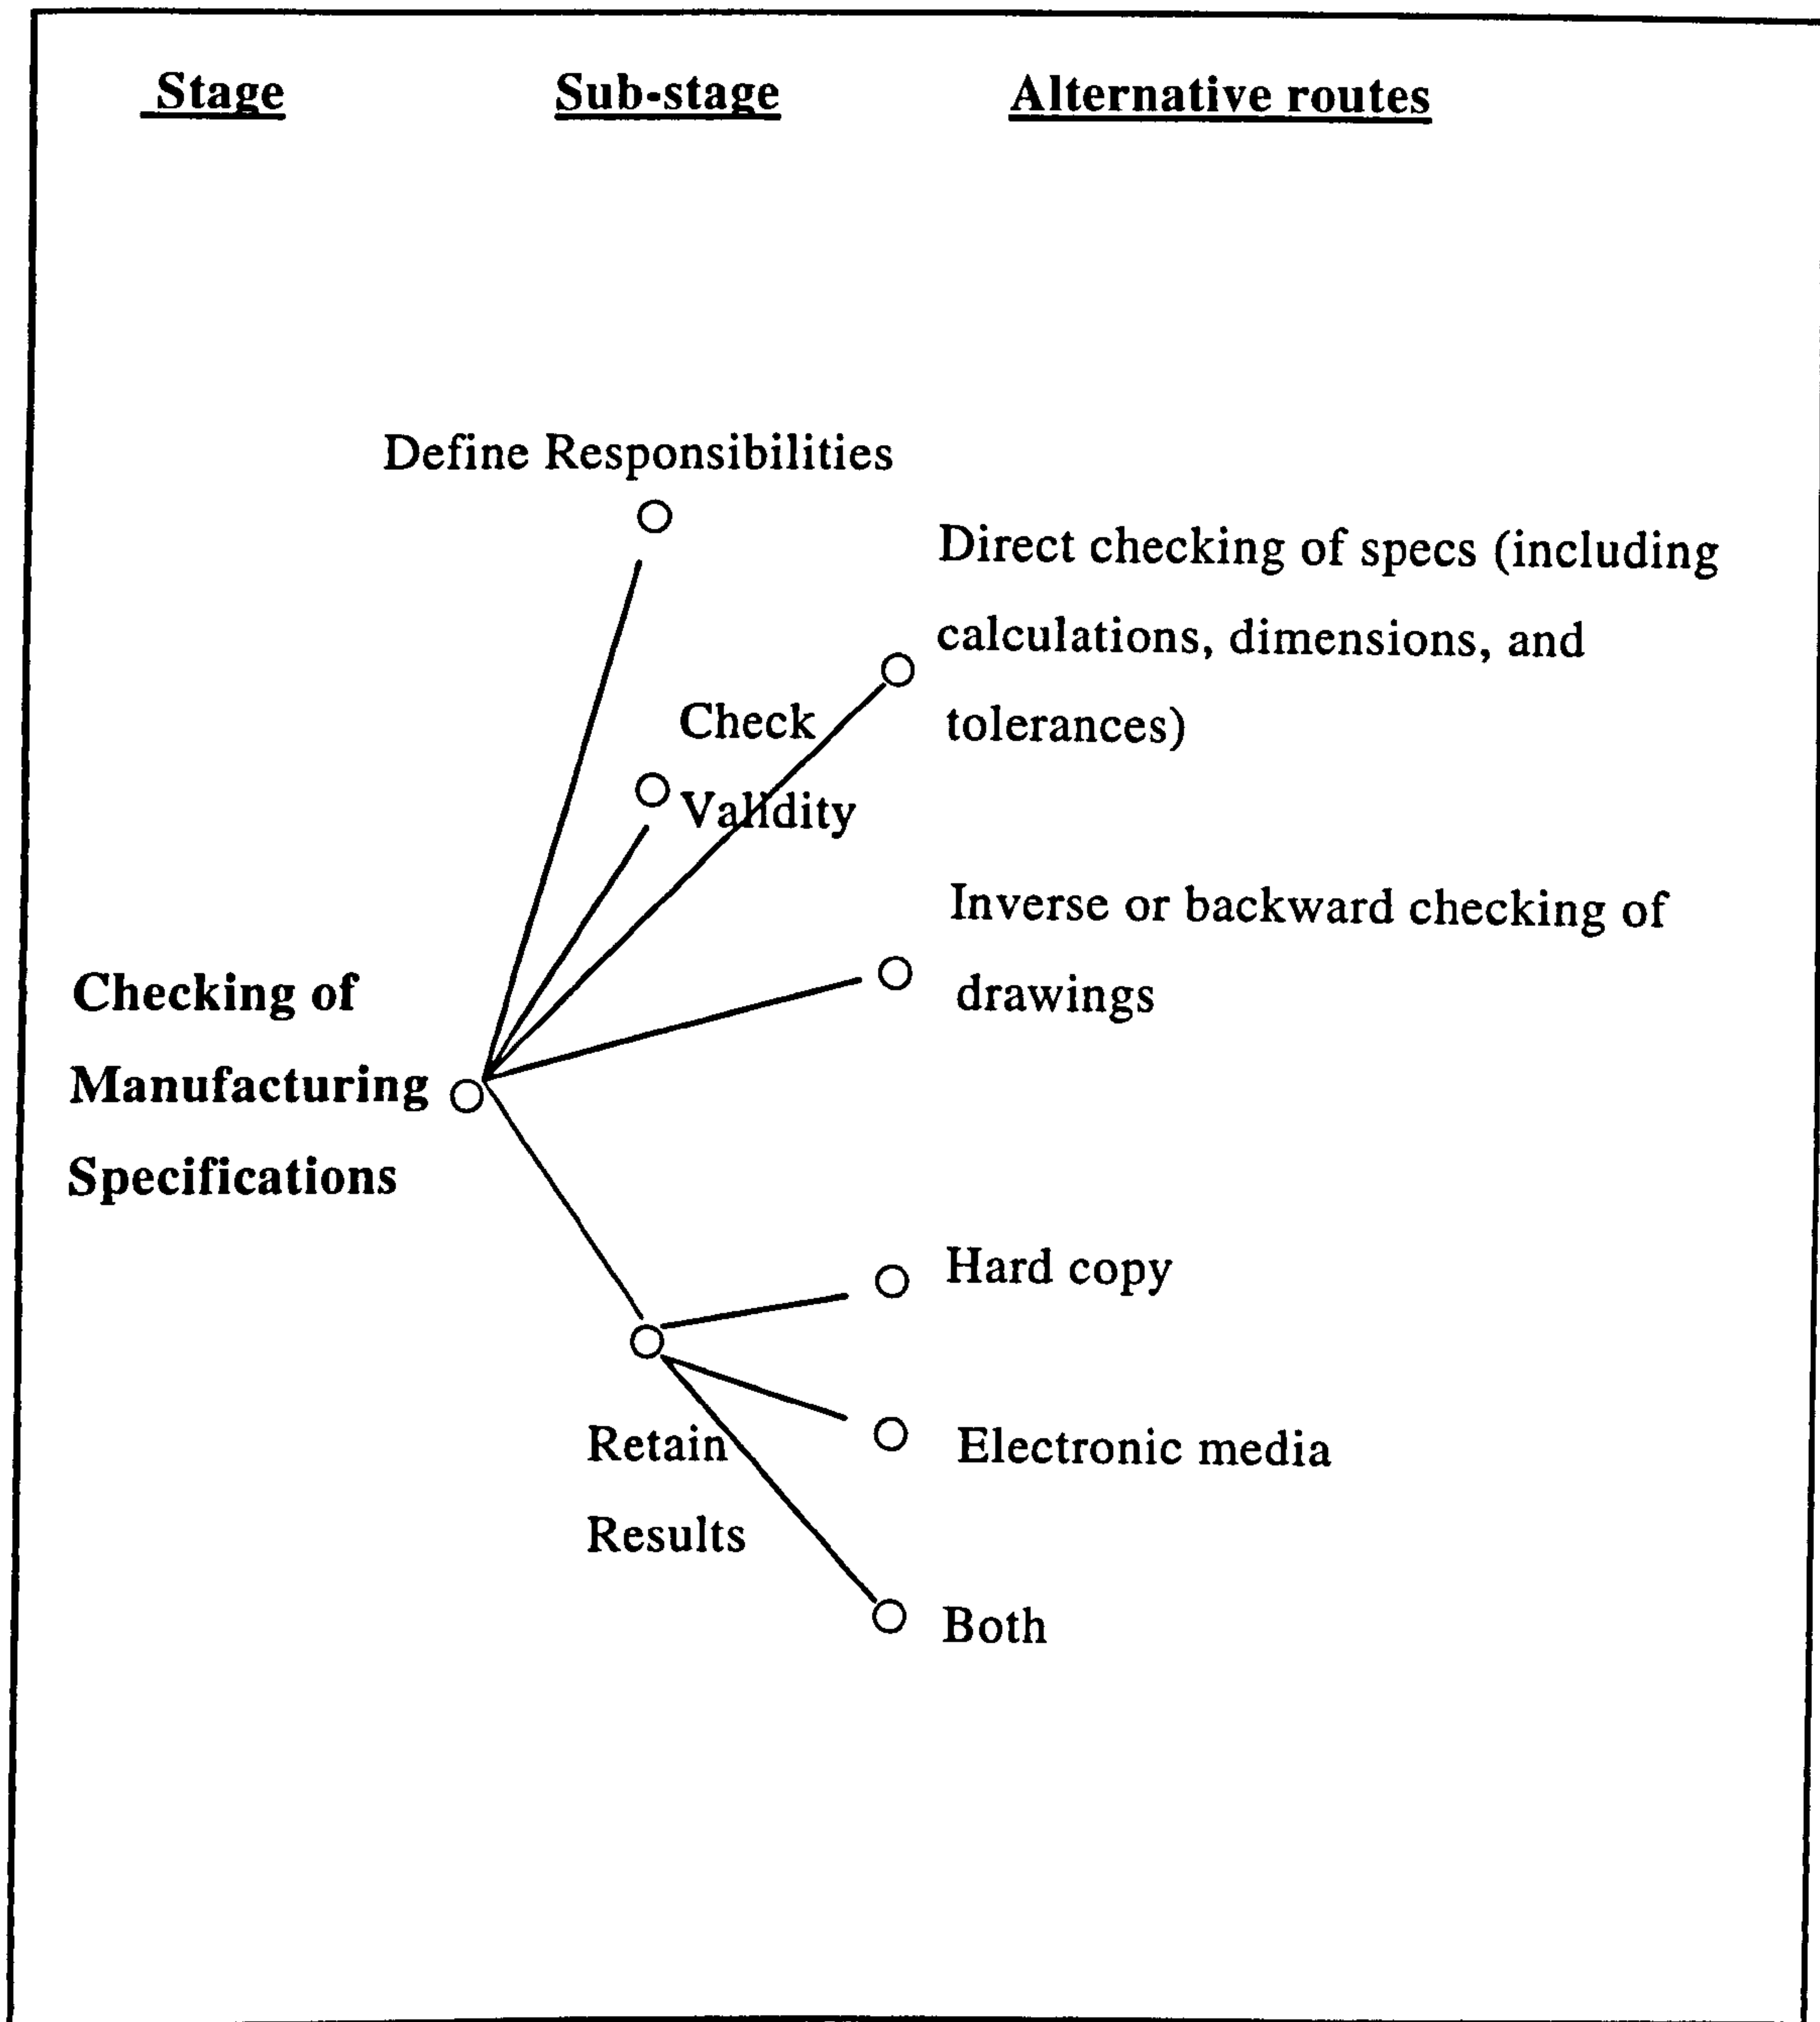 Stage Sub-stage Alternative routes
Define Responsibilities
Direct checking of specs (including
calculations, dimensions, and
tolerances)
Check
Validity
Inverse or backward checking of
drawings
Checking of
Manufacturing
Specifications
Hard copy
Electronic media
Both
Retain
Results